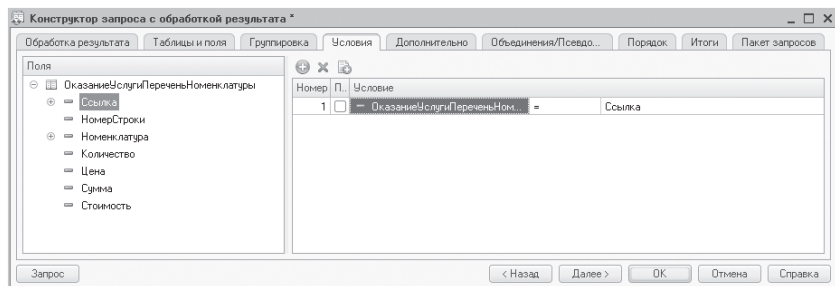 Конструктор запроса с обработкой результата *
Обработка результата Таблицы и поля Группировка Условия Дополнительно Объединения/Псевдо... Порядок Итоги Пакет запросов
Поля
ОказаниеУслугиПереченьНоменклатуры
Ссылка
НомерСтроки
Номенклатура
Количество
Цена
Сумма
Стоимость
Номер П.. Условие
1 ОказаниеУслугиПереченьНом... = Ссылка
Запрос < Назад Далее > OK Отмена Справка